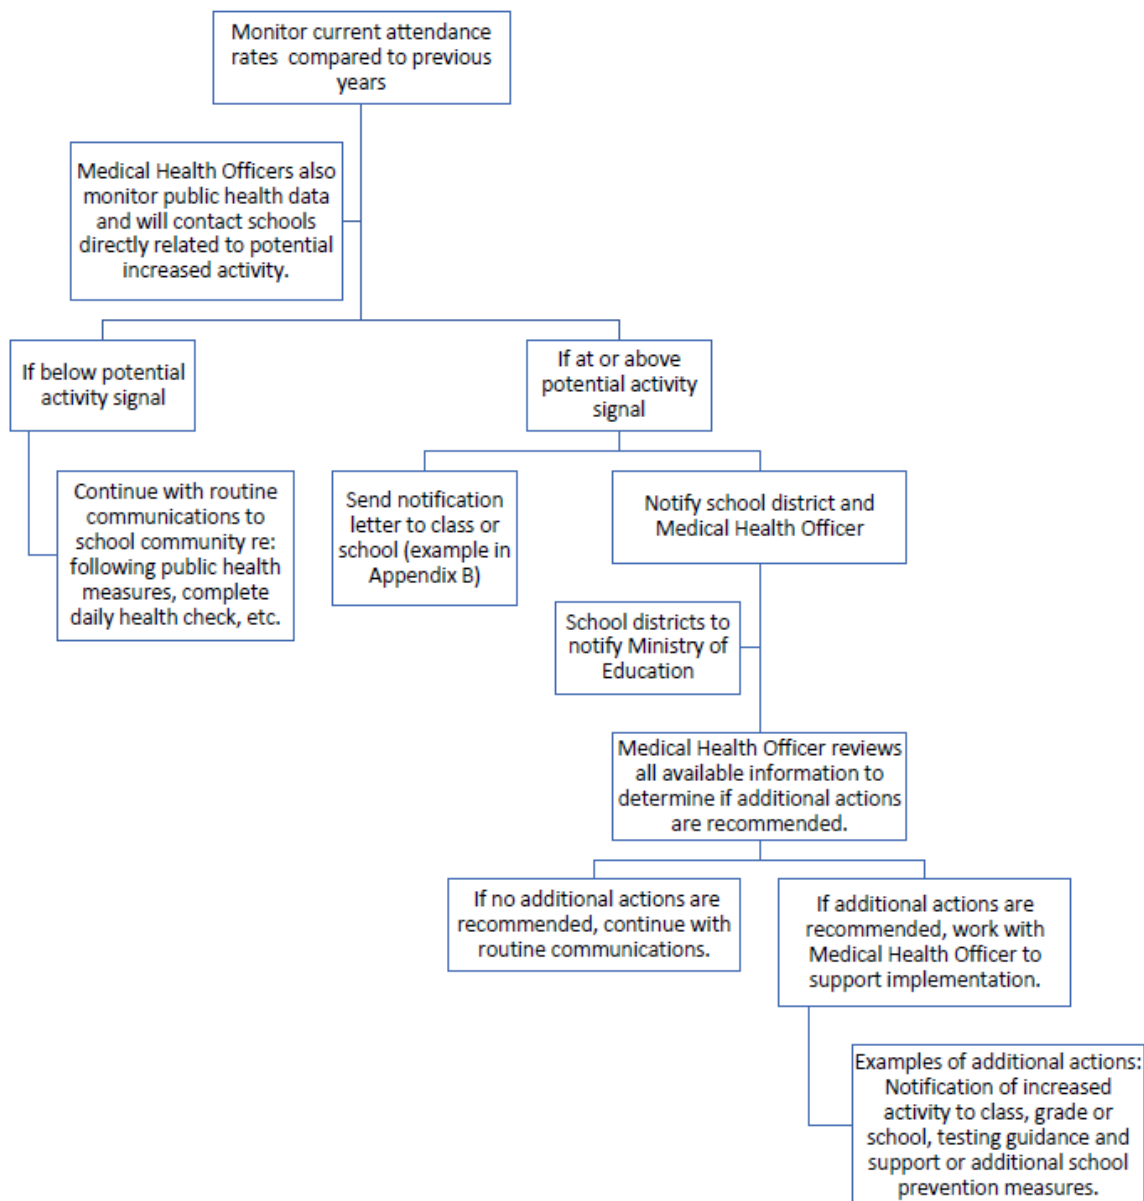 Monitor current attendance
rates compared to previous
years
Medical Health Officers also
monitor public health data
and will contact schools
directly related to potential
increased activity.
If below potential
activity signal
If at or above
potential activity
signal
Continue with routine
communications to
school community re:
following public health
measures, complete
daily health check, etc.
Send notification
letter to class or
school (example in
Appendix B)
Notify school district and
Medical Health Officer
School districts to
notify Ministry of
Education
Medical Health Officer reviews
all available information to
determine if additional actions
are recommended.
If no additional actions are
recommended, continue with
routine communications.
If additional actions are
recommended, work with
Medical Health Officer to
support implementation.
Examples of additional actions:
Notification of increased
activity to class, grade or
school, testing guidance and
support or additional school
prevention measures.